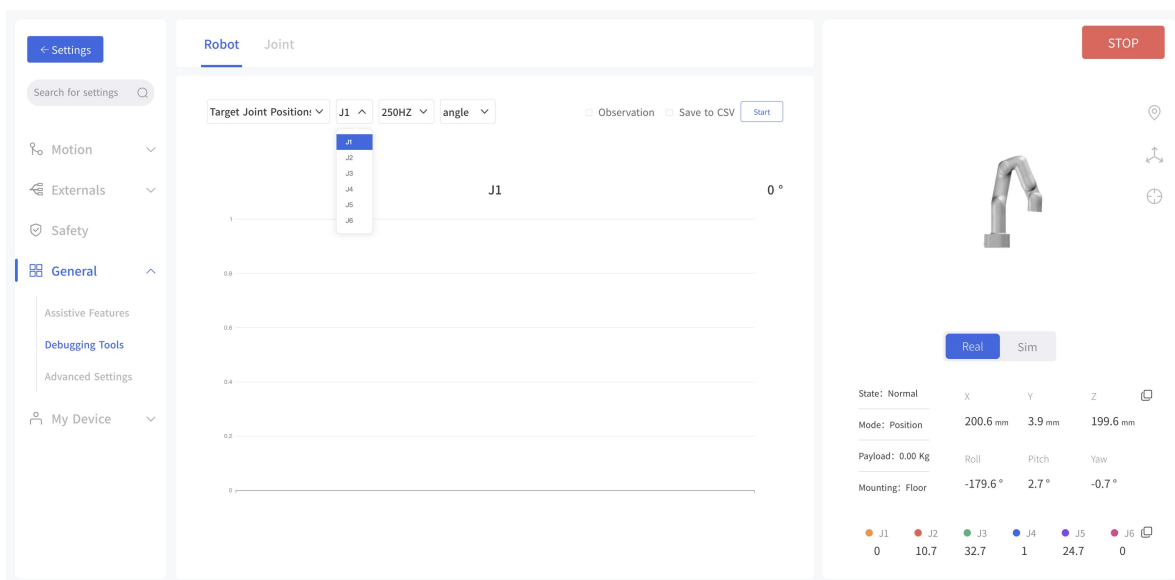 ← Settings
Search for settings
Motion
Externals
Safety
General
Assistive Features
Debugging Tools
Advanced Settings
My Device
Robot Joint
Target Joint Position: J1 250HZ angle Observation Save to CSV Start
J1
J2
J3
J4
J5
J6
J1 0 °
1
0.8
0.6
0.4
0.2
0
STOP
Real Sim
State: Normal
Mode: Position
Payload: 0.00 Kg
Mounting: Floor
X Y Z
200.6 mm 3.9 mm 199.6 mm
Roll Pitch Yaw
-179.6 ° 2.7 ° -0.7 °
J1 J2 J3 J4 J5 J6
0 10.7 32.7 1 24.7 0